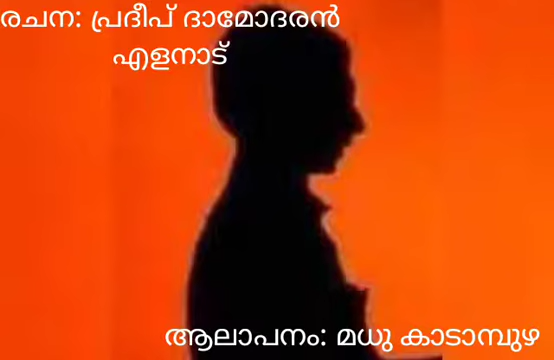 രചന: പ്രദീപ് ദാമോദരൻ
എളനാട്
ആലാപനം: മധു കാടാമ്പുഴ